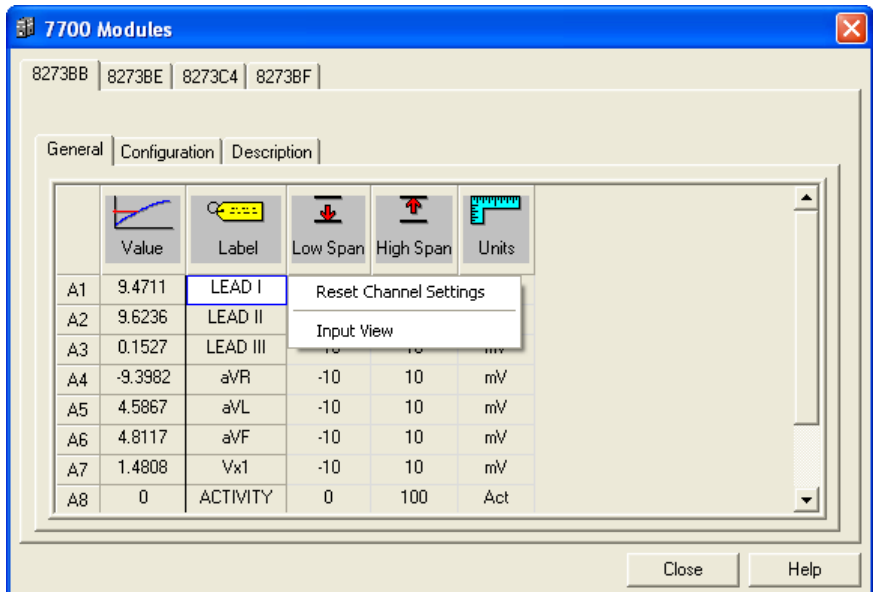 7700 Modules
8273BB 8273BE 8273C4 8273BF
General Configuration Description
Value Label Low Span High Span Units
A1 9.4711 LEAD I Reset Channel Settings
A2 9.6236 LEAD II Input View
A3 0.1527 LEAD III -10 10 mV
A4 -9.3982 aVR -10 10 mV
A5 4.5867 aVL -10 10 mV
A6 4.8117 aVF -10 10 mV
A7 1.4808 Vx1 -10 10 mV
A8 0 ACTIVITY 0 100 Act
Close Help